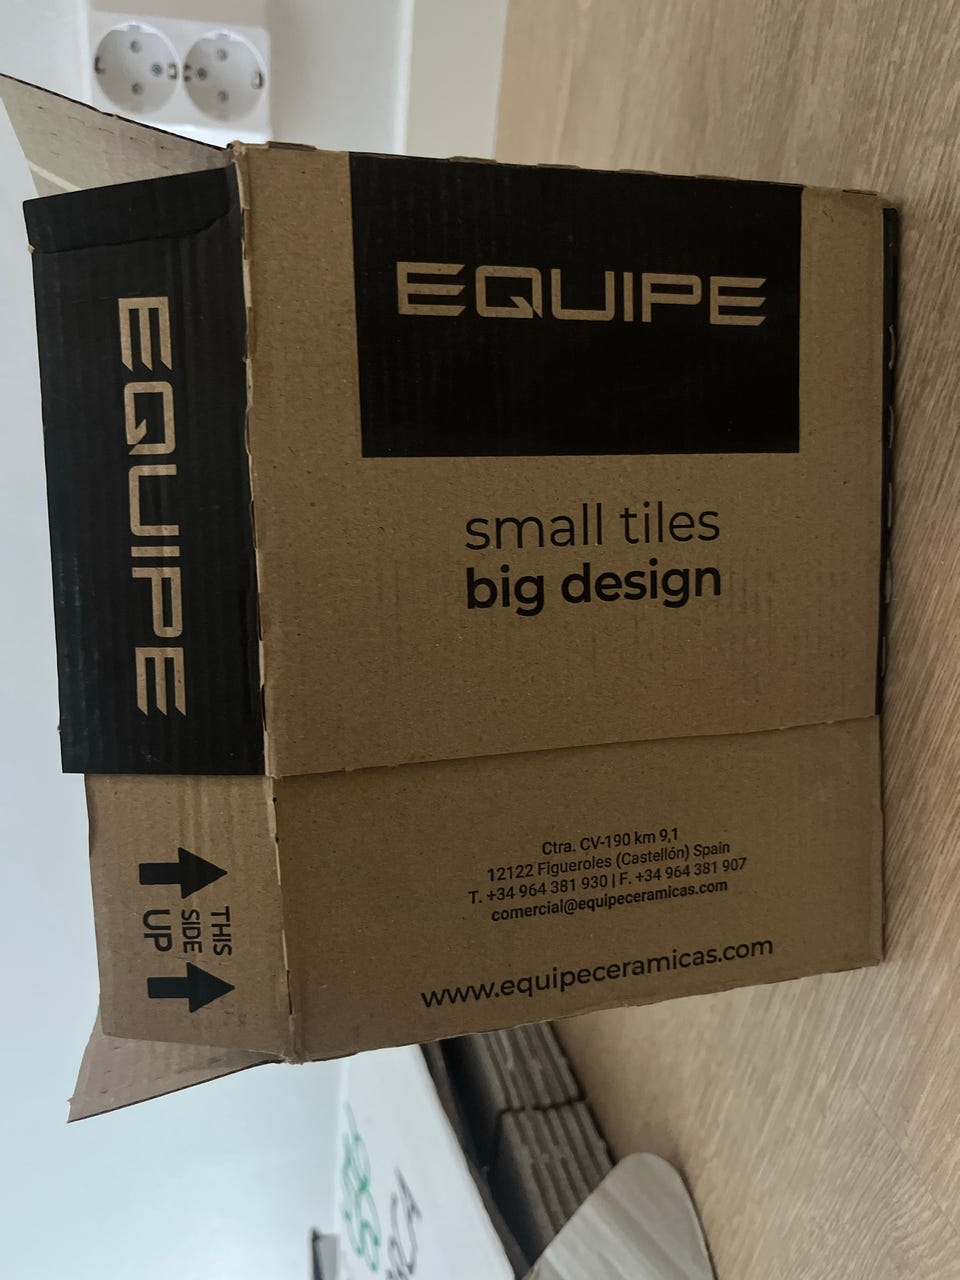 EQUIPE
small tiles
big design
Ctra. CV-190 km 9,1
12122 Figueroles (Castellón) Spain
T. +34 964 381 930 | F. +34 964 381 907
comercial@equipeceramicas.com
www.equipeceramicas.com
EQUIPE
THIS
SIDE
UP